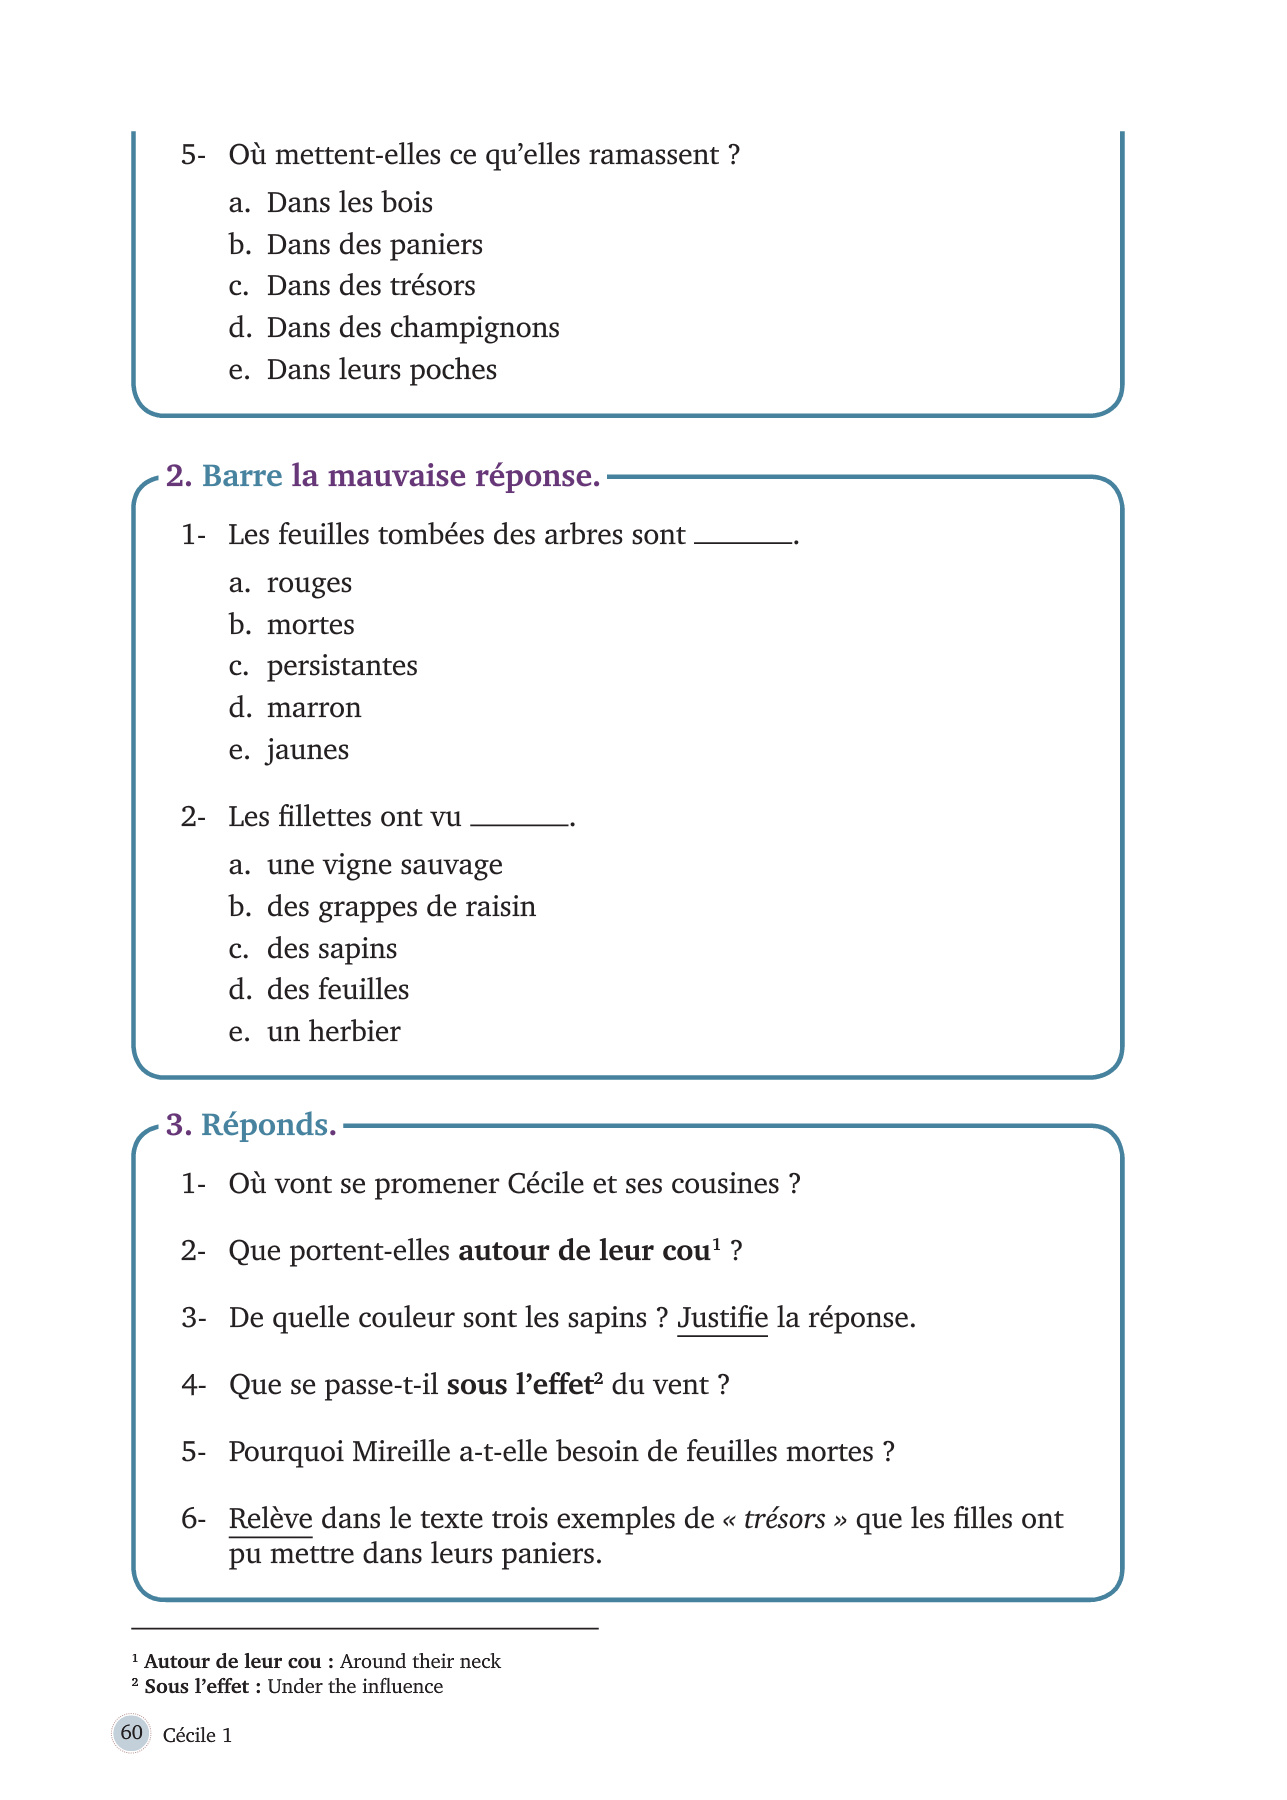 5- Où mettent-elles ce qu’elles ramassent ?
a. Dans les bois
b. Dans des paniers
c. Dans des trésors
d. Dans des champignons
e. Dans leurs poches
2. Barre la mauvaise réponse.
1- Les feuilles tombées des arbres sont ______.
a. rouges
b. mortes
c. persistantes
d. marron
e. jaunes
2- Les fillettes ont vu ______.
a. une vigne sauvage
b. des grappes de raisin
c. des sapins
d. des feuilles
e. un herbier
3. Réponds.
1- Où vont se promener Cécile et ses cousines ?
2- Que portent-elles autour de leur cou¹ ?
3- De quelle couleur sont les sapins ? Justifie la réponse.
4- Que se passe-t-il sous l’effet² du vent ?
5- Pourquoi Mireille a-t-elle besoin de feuilles mortes ?
6- Relève dans le texte trois exemples de « trésors » que les filles ont
pu mettre dans leurs paniers.
¹ Autour de leur cou : Around their neck
² Sous l’effet : Under the influence
60 Cécile 1